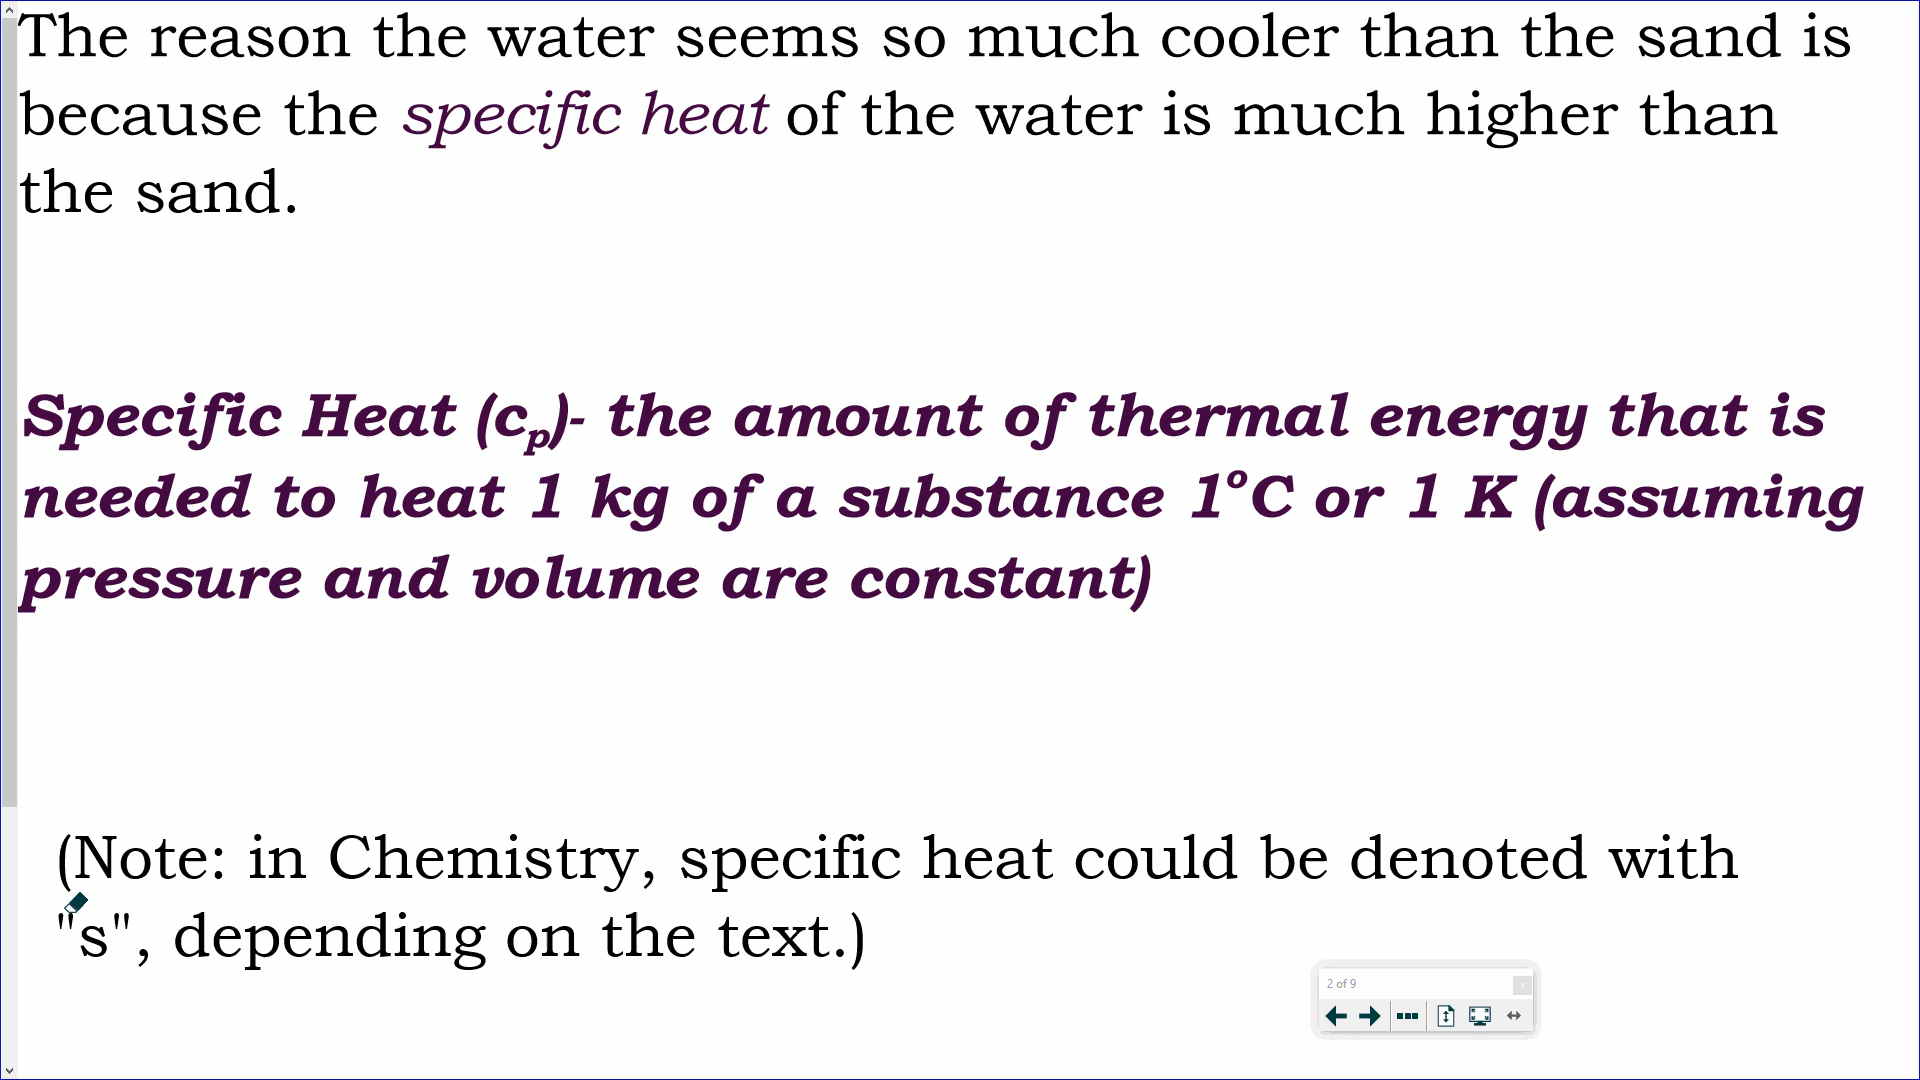 The reason the water seems so much cooler than the sand is
because the specific heat of the water is much higher than
the sand.
Specific Heat (cp)- the amount of thermal energy that is
needed to heat 1 kg of a substance 1°C or 1 K (assuming
pressure and volume are constant)
(Note: in Chemistry, specific heat could be denoted with
"s", depending on the text.)
2 of 9